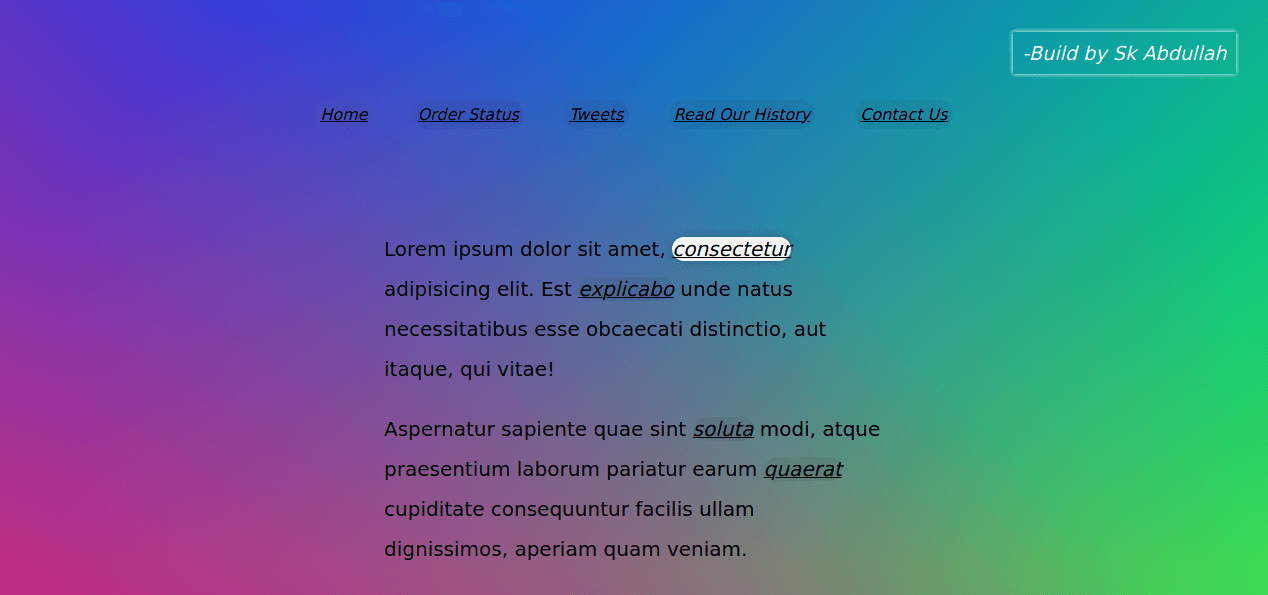 -Build by Sk Abdullah
Home Order Status Tweets Read Our History Contact Us
Lorem ipsum dolor sit amet, consectetur
adipisicing elit. Est explicabo unde natus
necessitatibus esse obcaecati distinctio, aut
itaque, qui vitae!
Aspernatur sapiente quae sint soluta modi, atque
praesentium laborum pariatur earum quaerat
cupiditate consequuntur facilis ullam
dignissimos, aperiam quam veniam.